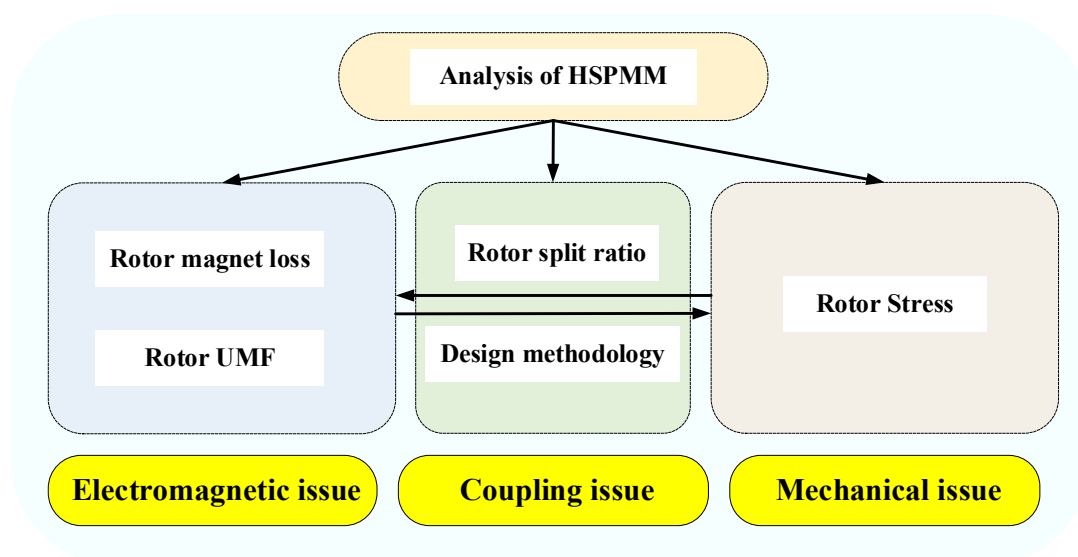 Analysis of HSPMM
Rotor magnet loss
Rotor UMF
Rotor split ratio
Design methodology
Rotor Stress
Electromagnetic issue
Coupling issue
Mechanical issue